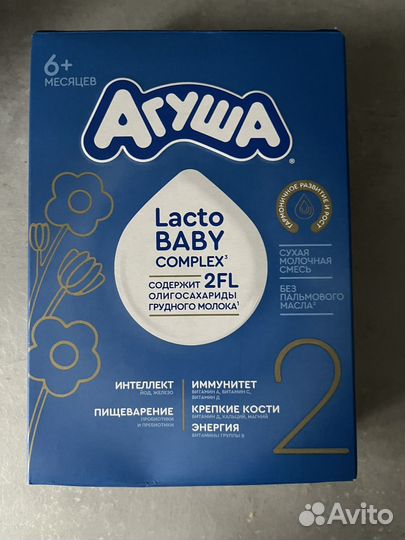 6+
МЕСЯЦЕВ
АГУША®
ГАРМОНИЧНОЕ РАЗВИТИЕ И РОСТ
Lacto
BABY
COMPLEX³
СОДЕРЖИТ 2FL
ОЛИГОСАХАРИДЫ
ГРУДНОГО МОЛОКА¹
СУХАЯ
МОЛОЧНАЯ
СМЕСЬ
БЕЗ
ПАЛЬМОВОГО
МАСЛА²
ИНТЕЛЛЕКТ
ЙОД, ЖЕЛЕЗО
ПИЩЕВАРЕНИЕ
ПРОБИОТИКИ
И ПРЕБИОТИКИ
ИММУНИТЕТ
ВИТАМИН A, ВИТАМИН C,
ВИТАМИН Д
КРЕПКИЕ КОСТИ
ВИТАМИН Д, КАЛЬЦИЙ, МАГНИЙ
ЭНЕРГИЯ
ВИТАМИНЫ ГРУППЫ B
2
Avito